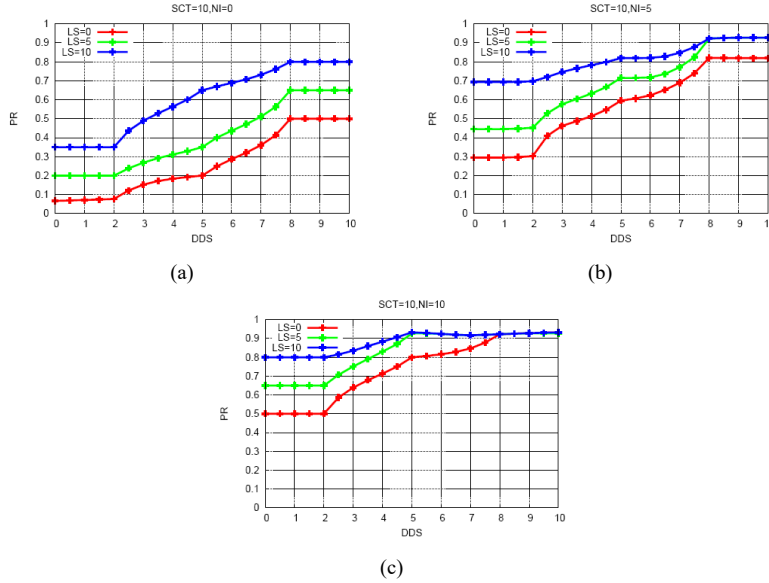 SCT=10,NI=0
LS=0
LS=5
LS=10
1
0.9
0.8
0.7
0.6
0.5
0.4
0.3
0.2
0.1
0
PR
0 1 2 3 4 5 6 7 8 9 10
DDS
(a)
SCT=10,NI=5
LS=0
LS=5
LS=10
1
0.9
0.8
0.7
0.6
0.5
0.4
0.3
0.2
0.1
0
PR
0 1 2 3 4 5 6 7 8 9 1
DDS
(b)
SCT=10,NI=10
LS=0
LS=5
LS=10
1
0.9
0.8
0.7
0.6
0.5
0.4
0.3
0.2
0.1
0
PR
0 1 2 3 4 5 6 7 8 9 10
DDS
(c)